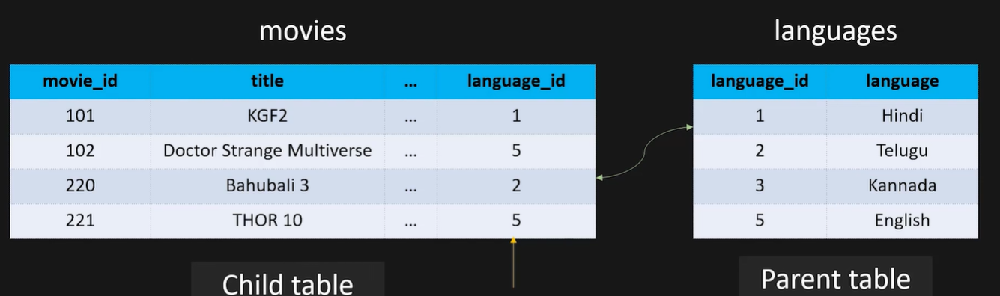 movies
movie_id title ... language_id
101 KGF2 ... 1
102 Doctor Strange Multiverse ... 5
220 Bahubali 3 ... 2
221 THOR 10 ... 5
Child table
languages
language_id language
1 Hindi
2 Telugu
3 Kannada
5 English
Parent table